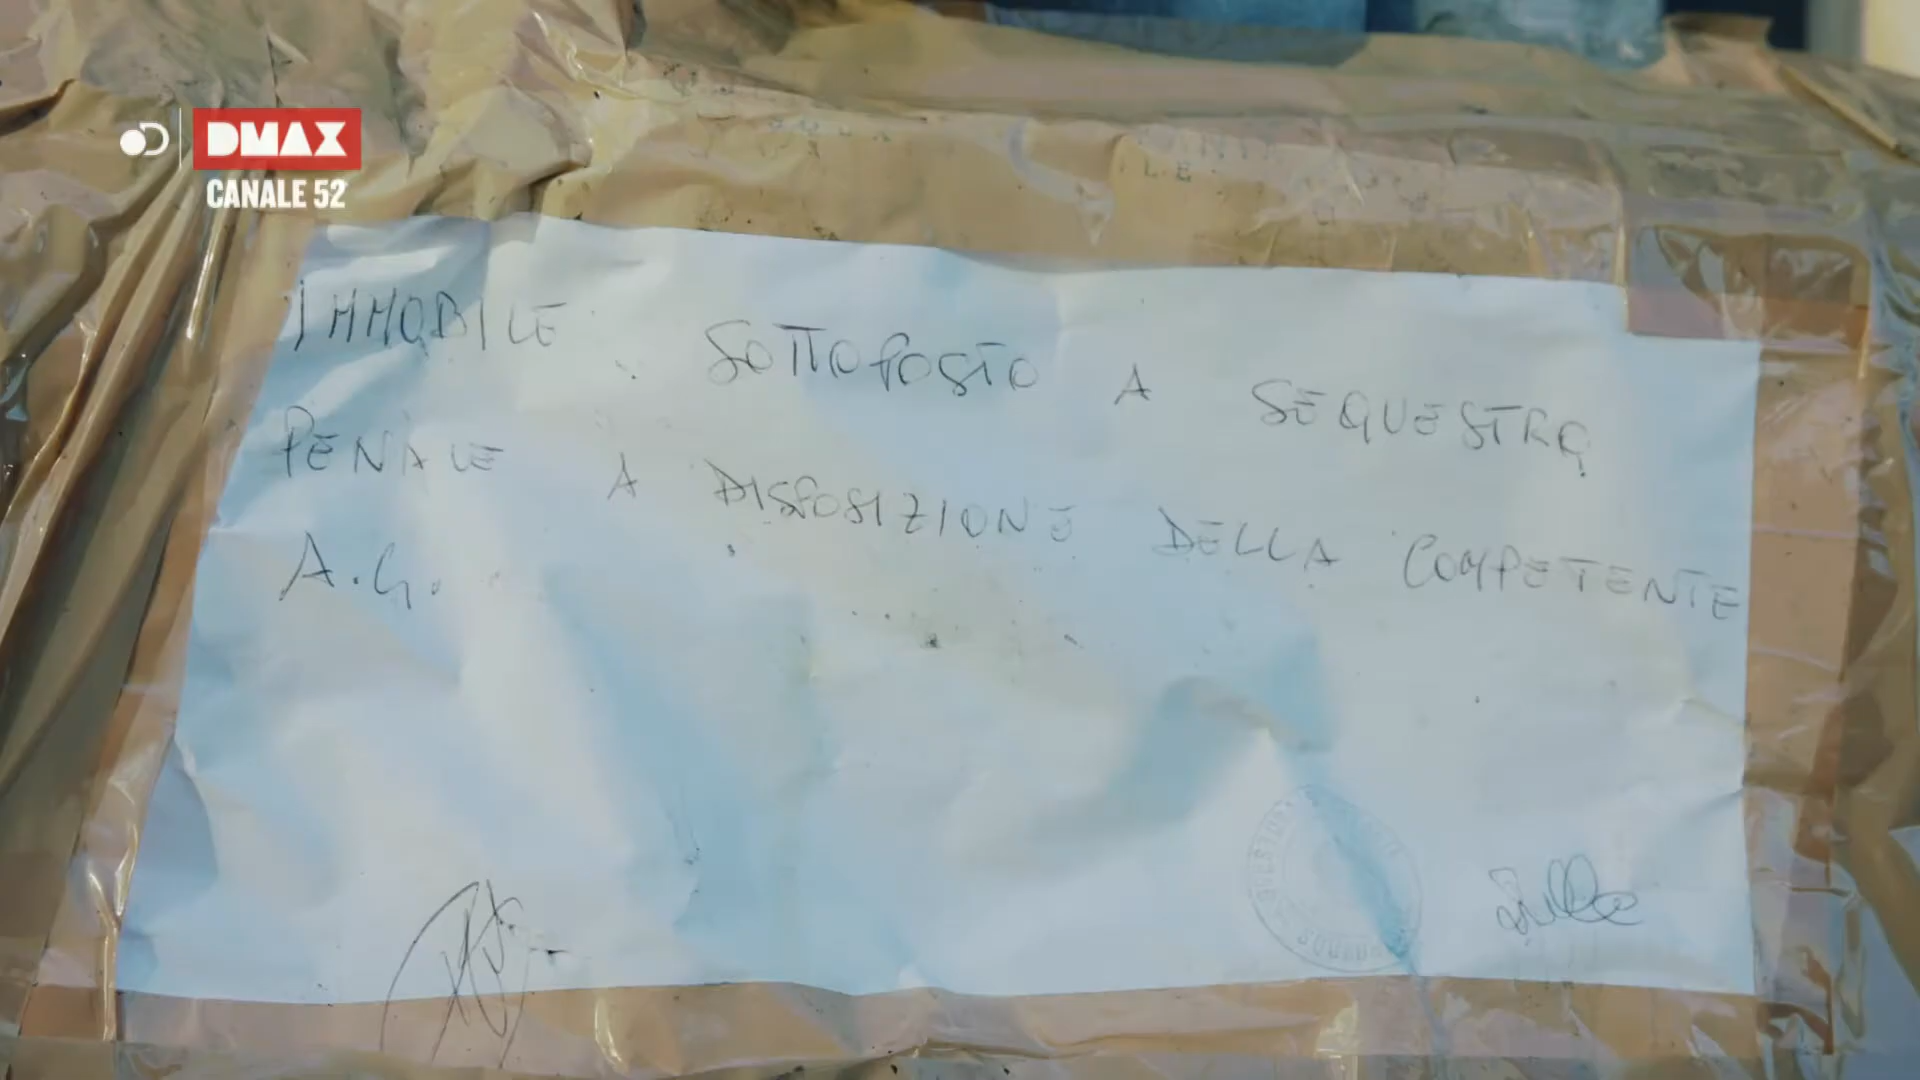 DMAX
CANALE 52
IMMOBILE SOTTOPOSTO A SEQUESTRO
PENALE A DISPOSIZIONE DELLA COMPETENTE
A.G.